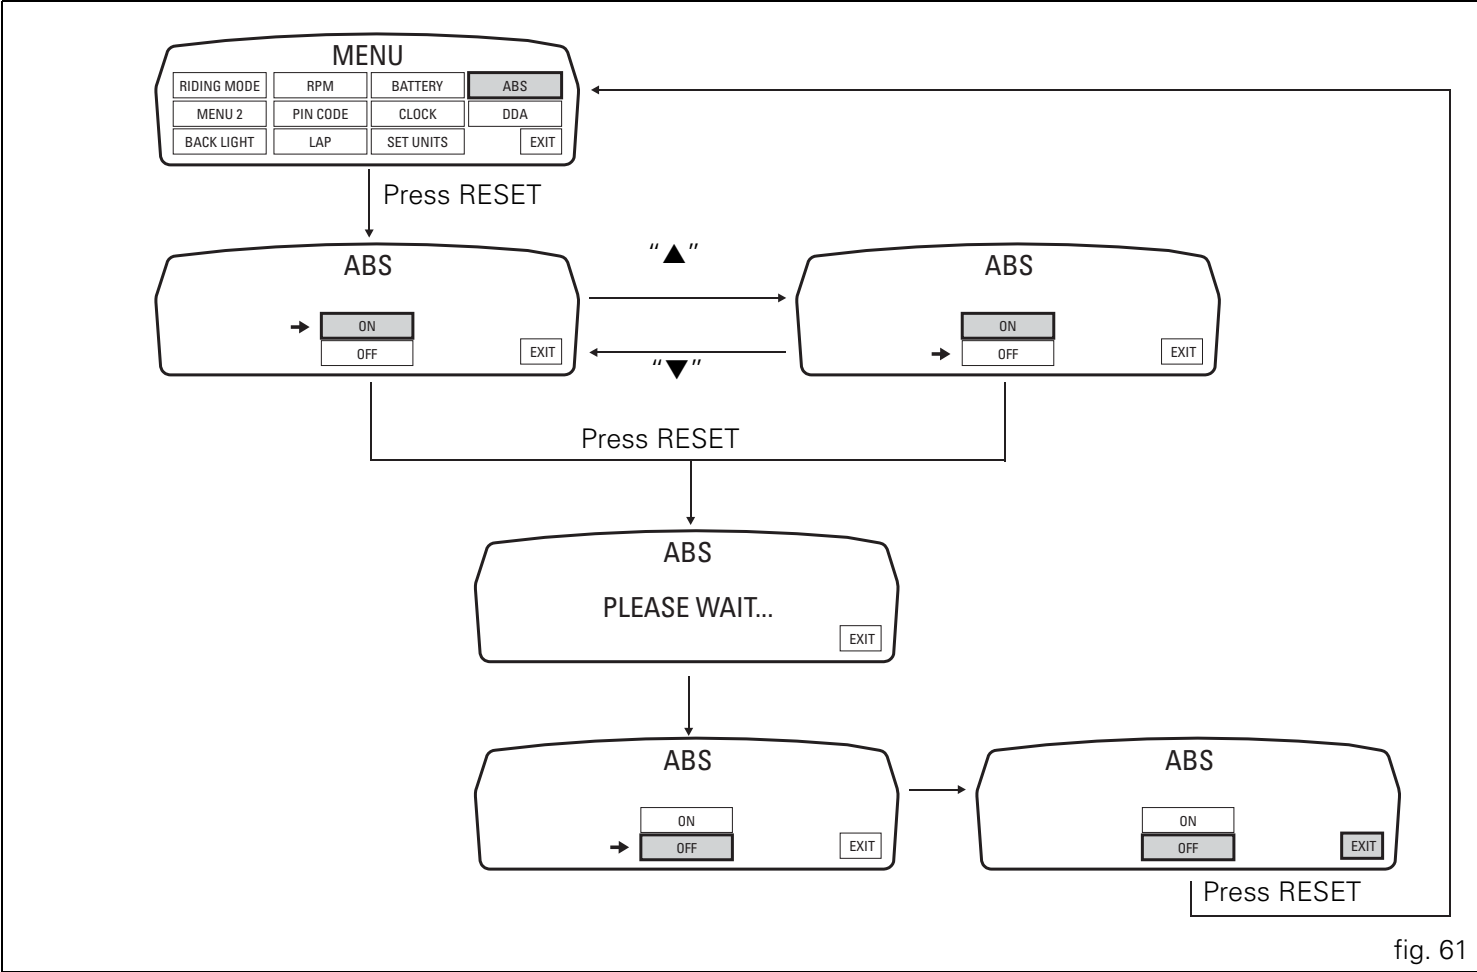 MENU
RIDING MODE RPM BATTERY ABS
MENU 2 PIN CODE CLOCK DDA
BACK LIGHT LAP SET UNITS EXIT
Press RESET
ABS
ON
OFF
EXIT
“▲”
“▼”
ABS
ON
OFF
EXIT
Press RESET
ABS
PLEASE WAIT...
EXIT
ABS
ON
OFF
EXIT
ABS
ON
OFF
EXIT
Press RESET
fig. 61